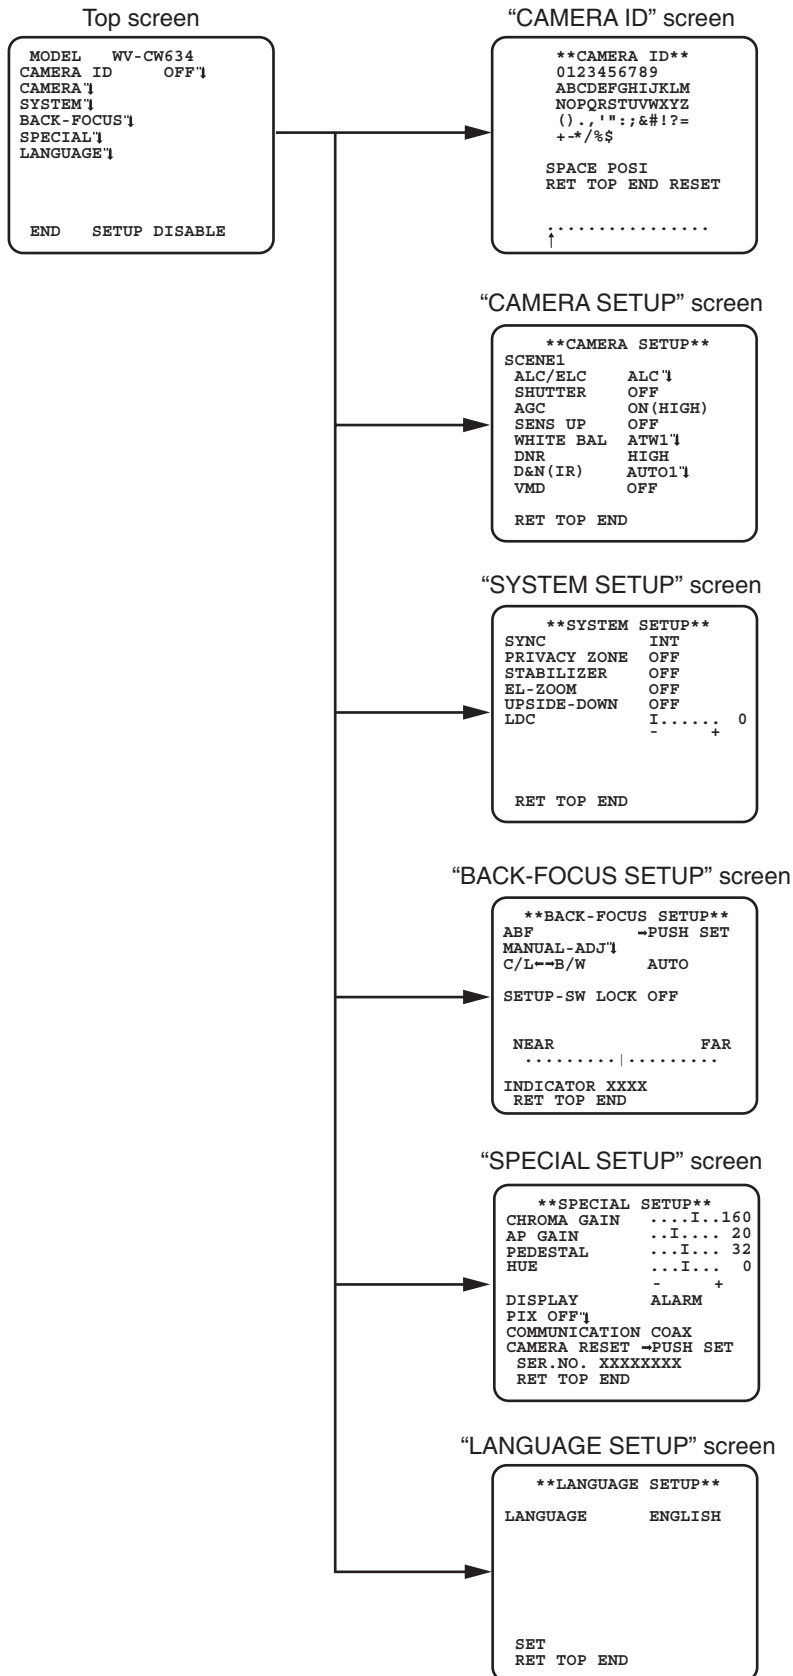 Top screen
MODEL WV-CW634
CAMERA ID OFF
CAMERA
SYSTEM
BACK-FOCUS
SPECIAL
LANGUAGE
END SETUP DISABLE
“CAMERA ID” screen
**CAMERA ID**
0123456789
ABCDEFGHIJKLM
NOPQRSTUVWXYZ
().,'":;&#!?=
+-*/%$
SPACE POSI
RET TOP END RESET
................
↑
“CAMERA SETUP” screen
**CAMERA SETUP**
SCENE1
ALC/ELC ALC
SHUTTER OFF
AGC ON(HIGH)
SENS UP OFF
WHITE BAL ATW1
DNR HIGH
D&N(IR) AUTO1
VMD OFF
RET TOP END
“SYSTEM SETUP” screen
**SYSTEM SETUP**
SYNC INT
PRIVACY ZONE OFF
STABILIZER OFF
EL-ZOOM OFF
UPSIDE-DOWN OFF
LDC I...... 0
- +
RET TOP END
“BACK-FOCUS SETUP” screen
**BACK-FOCUS SETUP**
ABF →PUSH SET
MANUAL-ADJ
C/L←→B/W AUTO
SETUP-SW LOCK OFF
NEAR FAR
.........|.........
INDICATOR XXXX
RET TOP END
“SPECIAL SETUP” screen
**SPECIAL SETUP**
CHROMA GAIN ....I..160
AP GAIN ..I.... 20
PEDESTAL ...I... 32
HUE ...I... 0
- +
DISPLAY ALARM
PIX OFF
COMMUNICATION COAX
CAMERA RESET →PUSH SET
SER.NO. XXXXXXXX
RET TOP END
“LANGUAGE SETUP” screen
**LANGUAGE SETUP**
LANGUAGE ENGLISH
SET
RET TOP END